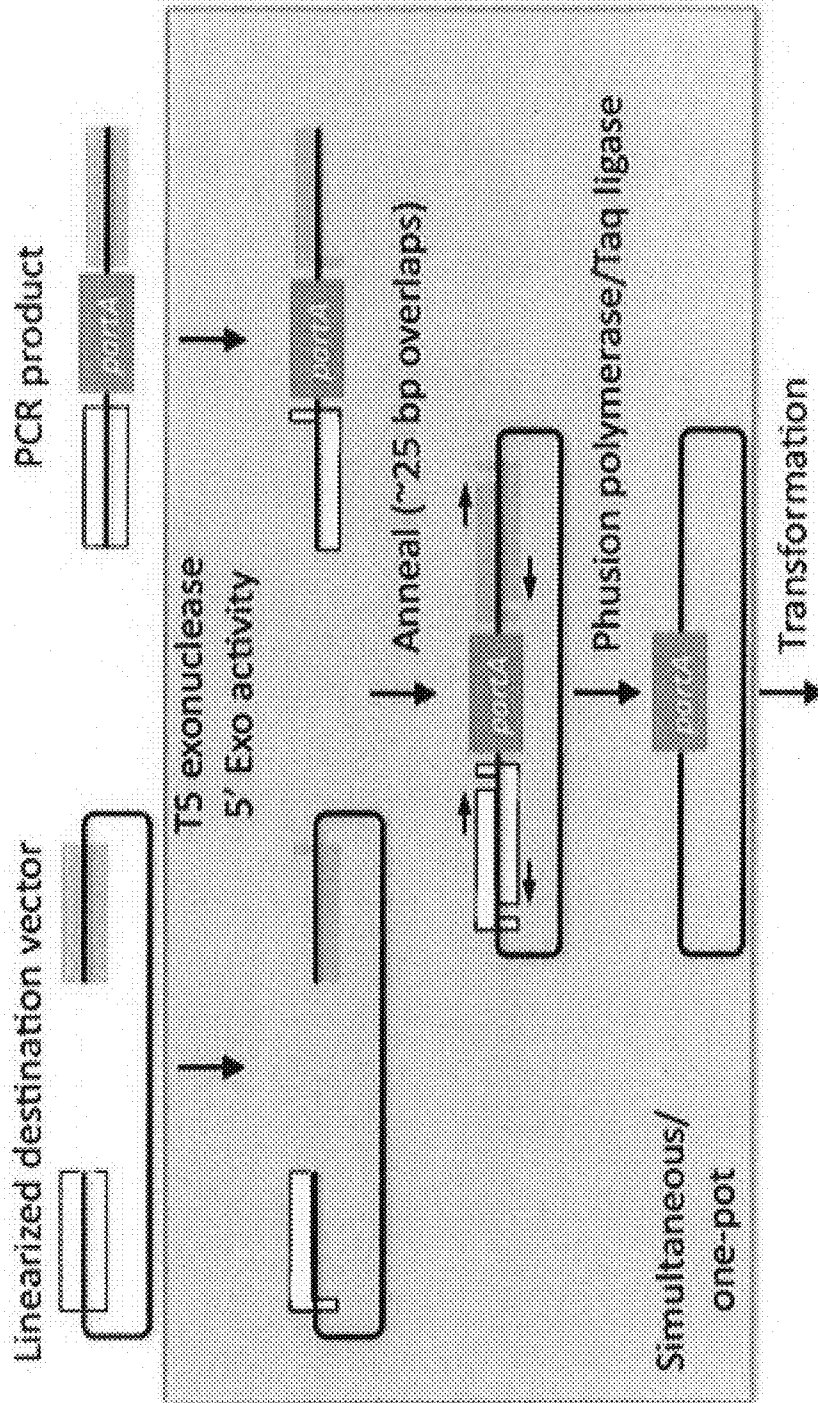 Linearized destination vector
PCR product
TS exonuclease
5' Exo activity
Anneal (~25 bp overlaps)
Phusion polymerase/Taq ligase
Simultaneous/
one-pot
Transformation